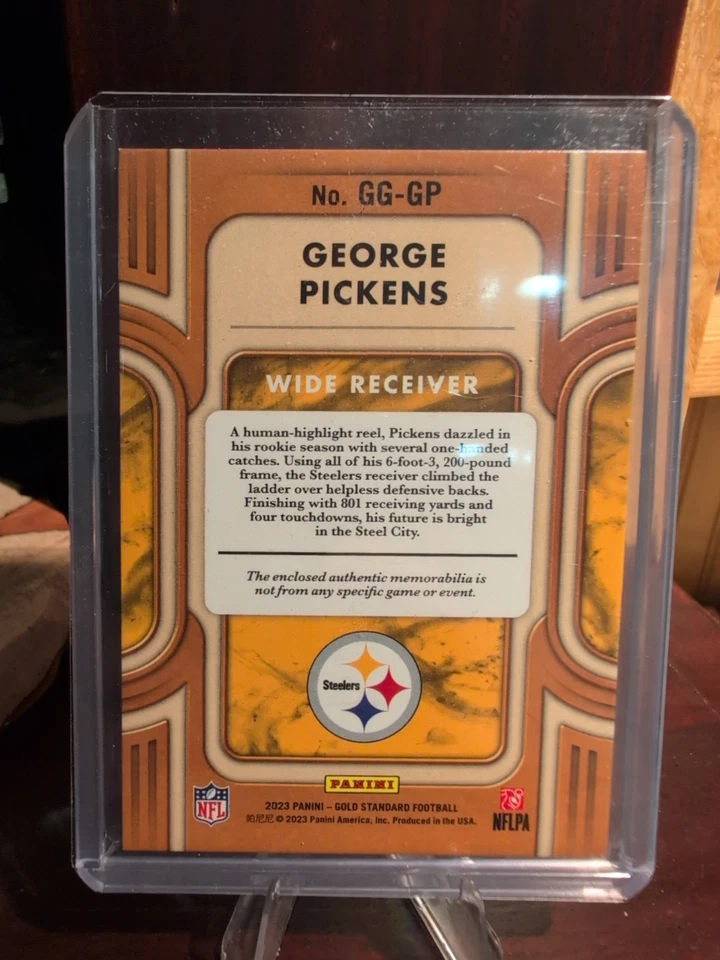 No. GG-GP
GEORGE
PICKENS
WIDE RECEIVER
A human-highlight reel, Pickens dazzled in
his rookie season with several one-handed
catches. Using all of his 6-foot-3, 200-pound
frame, the Steelers receiver climbed the
ladder over helpless defensive backs.
Finishing with 801 receiving yards and
four touchdowns, his future is bright
in the Steel City.
The enclosed authentic memorabilia is
not from any specific game or event.
Steelers
PANINI
NFL
2023 PANINI – GOLD STANDARD FOOTBALL
帕尼尼 © 2023 Panini America, Inc. Produced in the USA.
NFLPA